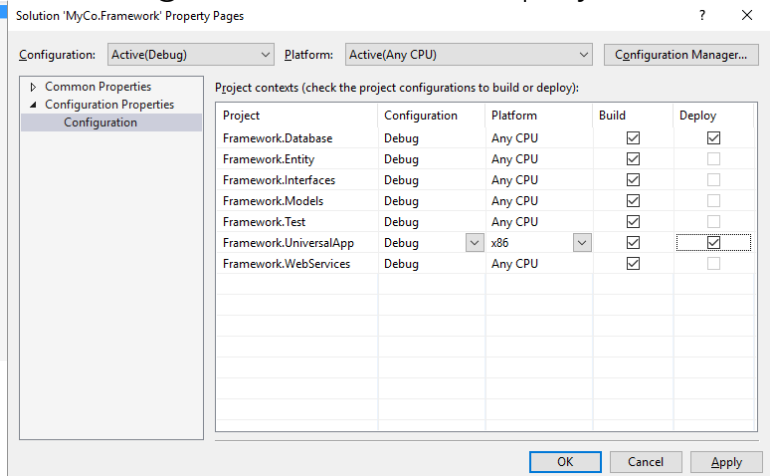 Solution 'MyCo.Framework' Property Pages
? ×
Configuration: Active(Debug) Platform: Active(Any CPU) Configuration Manager...
Common Properties
Configuration Properties
Configuration
Project contexts (check the project configurations to build or deploy):
Project Configuration Platform Build Deploy
Framework.Database Debug Any CPU
Framework.Entity Debug Any CPU
Framework.Interfaces Debug Any CPU
Framework.Models Debug Any CPU
Framework.Test Debug Any CPU
Framework.UniversalApp Debug x86
Framework.WebServices Debug Any CPU
OK Cancel Apply